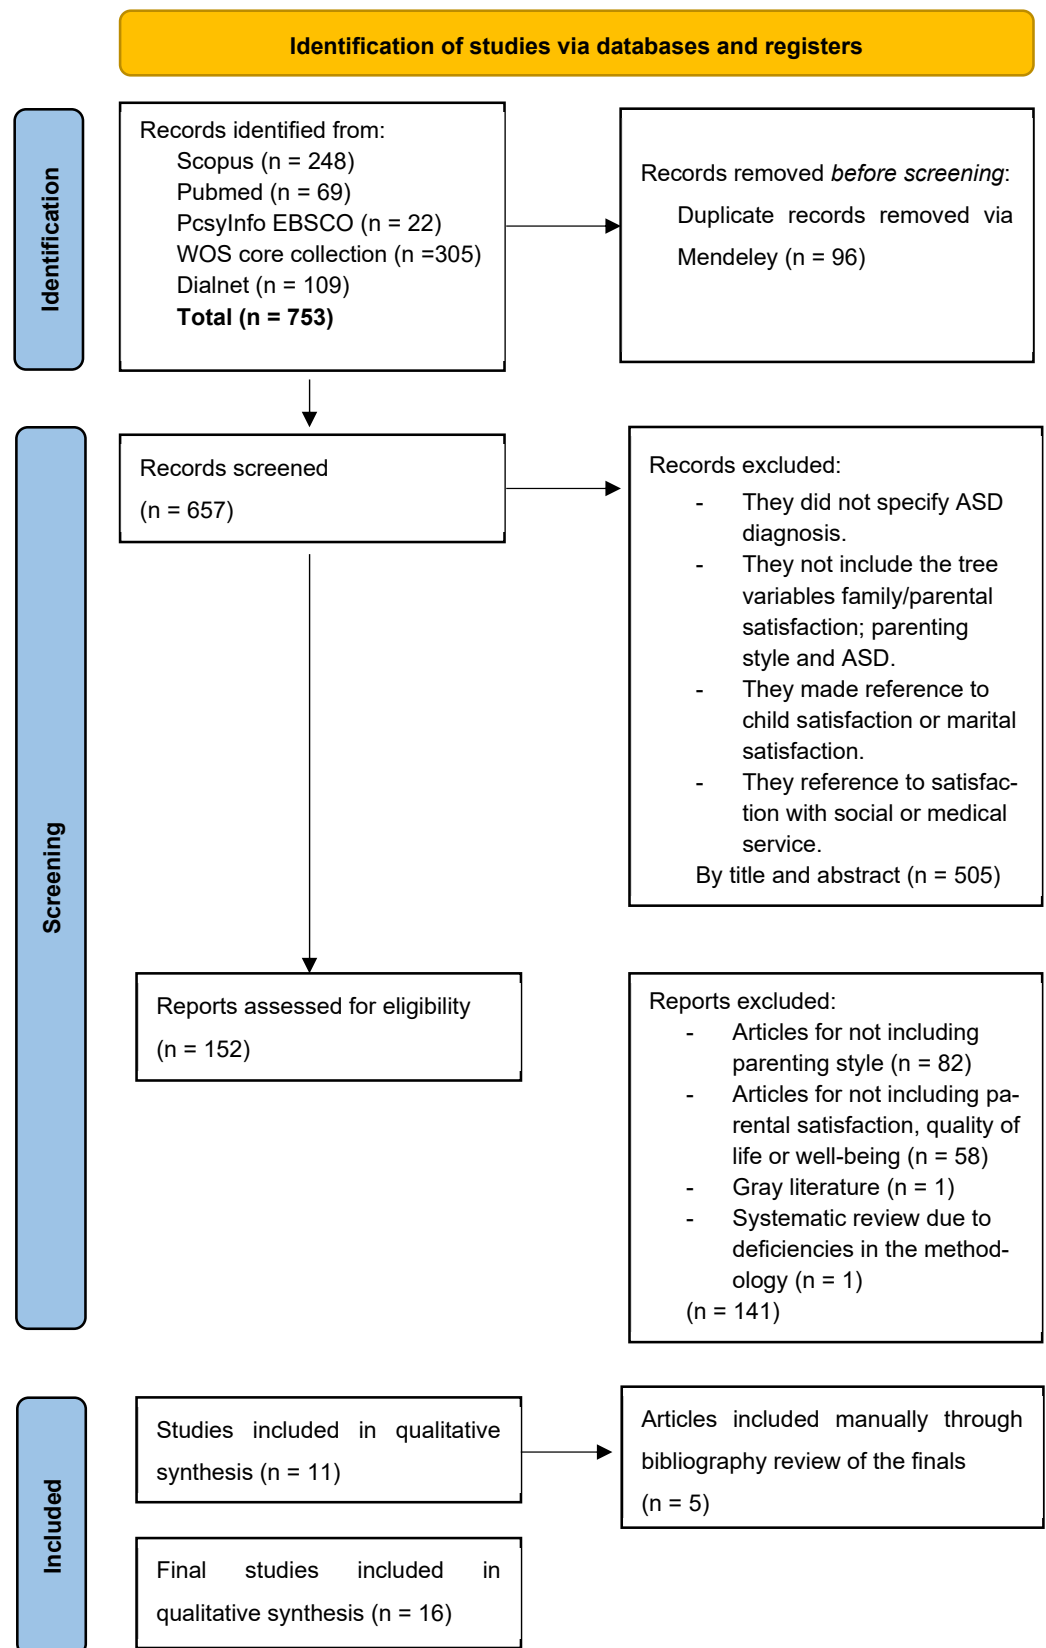 Identification of studies via databases and registers
Identification
Records identified from:
Scopus (n = 248)
Pubmed (n = 69)
PcsyInfo EBSCO (n = 22)
WOS core collection (n =305)
Dialnet (n = 109)
Total (n = 753)
Records removed before screening:
Duplicate records removed via
Mendeley (n = 96)
Screening
Records screened
(n = 657)
Records excluded:
- They did not specify ASD
diagnosis.
- They not include the tree
variables family/parental
satisfaction; parenting
style and ASD.
- They made reference to
child satisfaction or marital
satisfaction.
- They reference to satisfac-
tion with social or medical
service.
By title and abstract (n = 505)
Reports assessed for eligibility
(n = 152)
Reports excluded:
- Articles for not including
parenting style (n = 82)
- Articles for not including pa-
rental satisfaction, quality of
life or well-being (n = 58)
- Gray literature (n = 1)
- Systematic review due to
deficiencies in the method-
ology (n = 1)
(n = 141)
Included
Studies included in qualitative
synthesis (n = 11)
Articles included manually through
bibliography review of the finals
(n = 5)
Final studies included in
qualitative synthesis (n = 16)